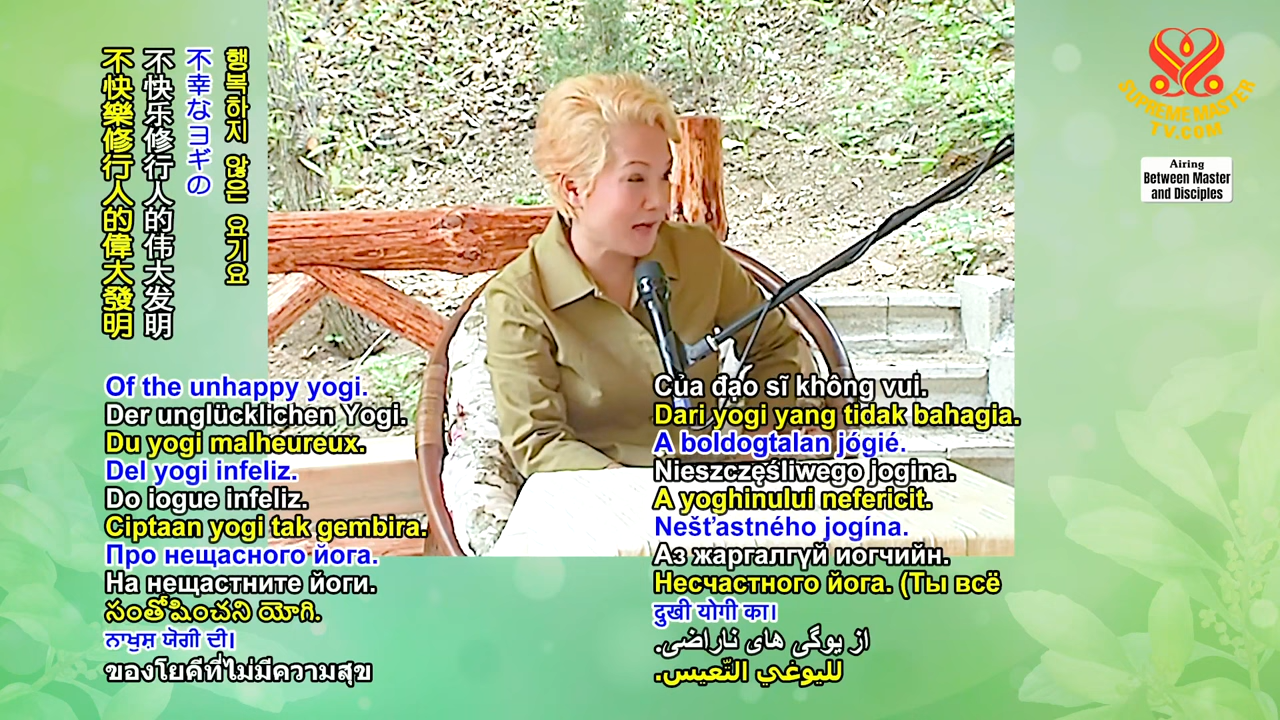 不快樂修行人的偉大發明
不快乐修行人的伟大发明
不幸なヨギの
행복하지 않은 요기요
SUPREME MASTER
TV.COM
Airing
Between Master
and Disciples
Of the unhappy yogi.
Der unglücklichen Yogi.
Du yogi malheureux.
Del yogi infeliz.
Do iogue infeliz.
Ciptaan yogi tak gembira.
Про нещасного йога.
На нещастните йоги.
సంతోషించని యోగి.
ਨਾਖੁਸ਼ ਯੋਗੀ ਦੀ।
ของโยคีที่ไม่มีความสุข
Của đạo sĩ không vui.
Dari yogi yang tidak bahagia.
A boldogtalan jógié.
Nieszczęśliwego jogina.
A yoghinului nefericit.
Nešťastného jogína.
Аз жаргалгүй иогчийн.
Несчастного йога. (Ты всё
दुखी योगी का।
از یوگی های ناراضی.
لليوغي التّعيس.